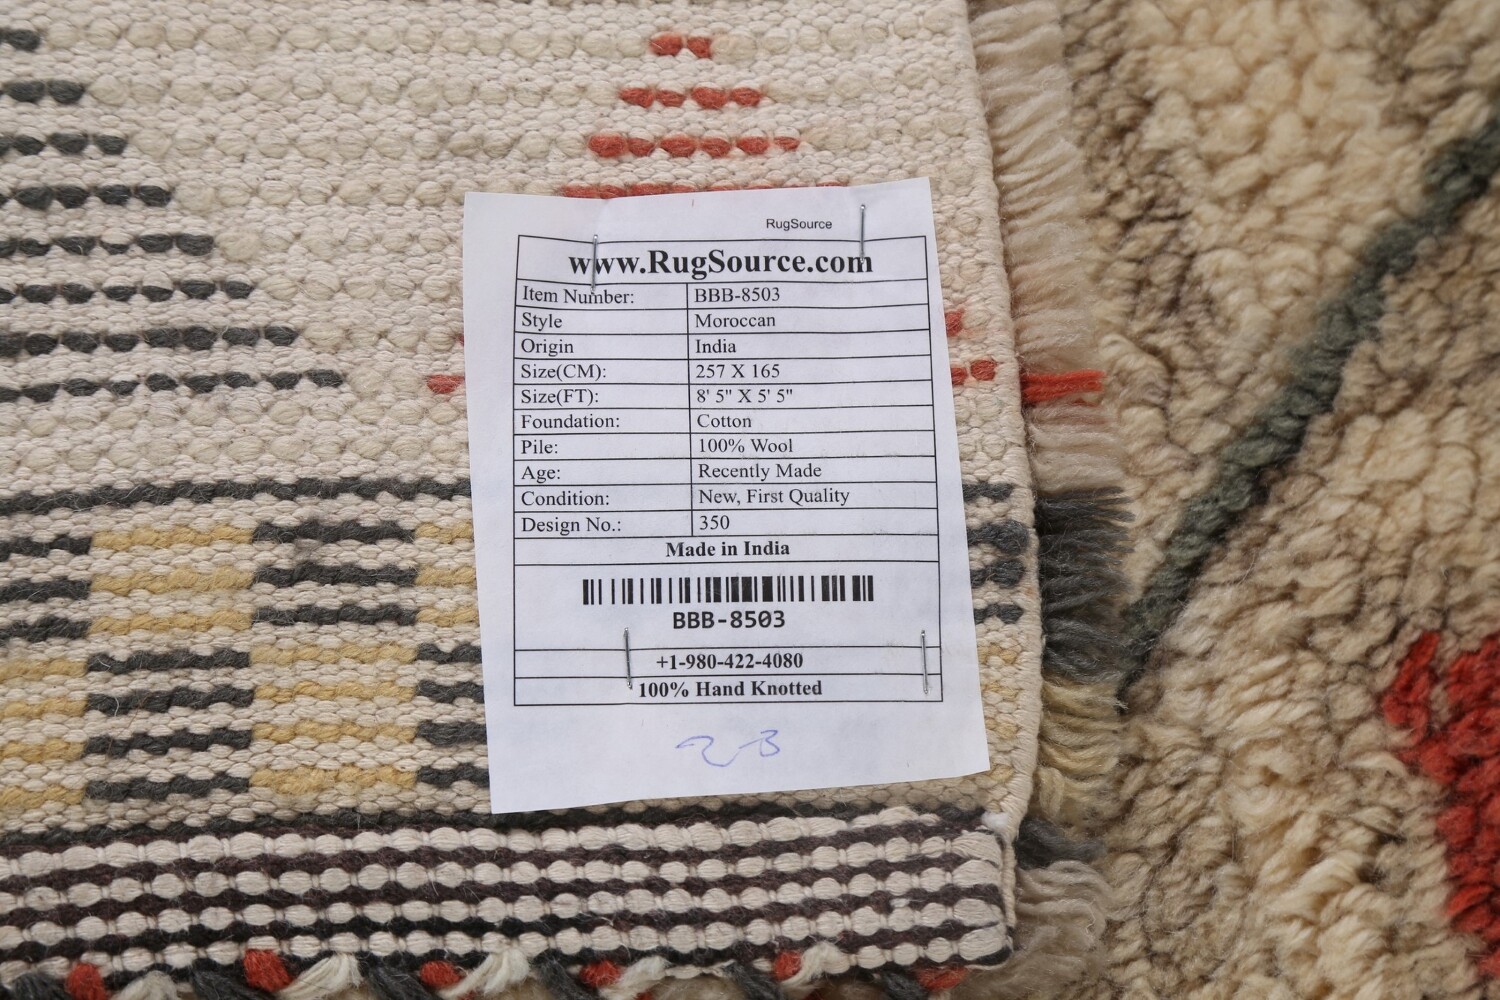 RugSource
www.RugSource.com
Item Number: BBB-8503
Style Moroccan
Origin India
Size(CM): 257 X 165
Size(FT): 8' 5" X 5' 5"
Foundation: Cotton
Pile: 100% Wool
Age: Recently Made
Condition: New, First Quality
Design No.: 350
Made in India
BBB-8503
+1-980-422-4080
100% Hand Knotted